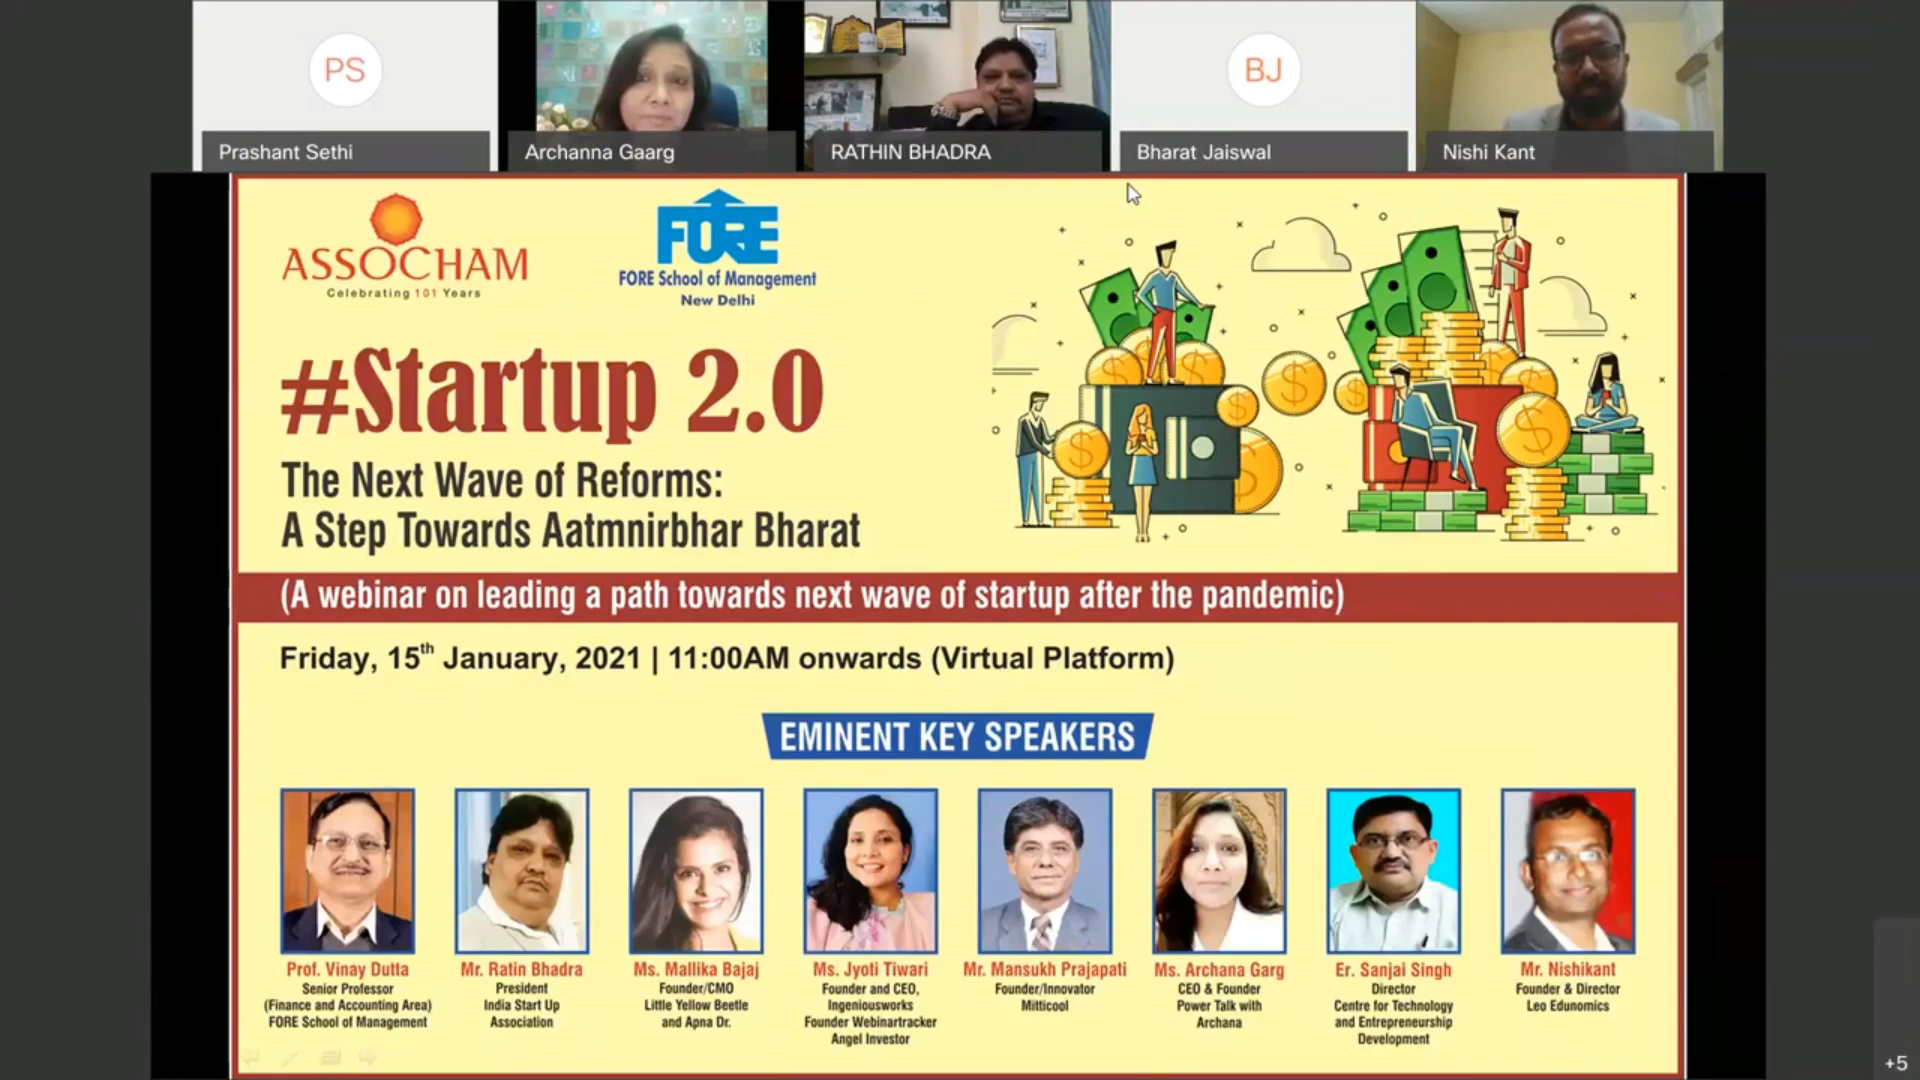 PS
BJ
Prashant Sethi
Archanna Gaarg
RATHIN BHADRA
Bharat Jaiswal
Nishi Kant
ASSOCHAM
Celebrating 101 Years
FORE
FORE School of Management
New Delhi
#Startup 2.0
The Next Wave of Reforms:
A Step Towards Aatmnirbhar Bharat
(A webinar on leading a path towards next wave of startup after the pandemic)
Friday, 15th January, 2021 | 11:00AM onwards (Virtual Platform)
EMINENT KEY SPEAKERS
Prof. Vinay Dutta
Senior Professor
(Finance and Accounting Area)
FORE School of Management
Mr. Ratin Bhadra
President
India Start Up
Association
Ms. Mallika Bajaj
Founder/CMO
Little Yellow Beetle
and Apna Dr.
Ms. Jyoti Tiwari
Founder and CEO,
Ingeniousworks
Founder Webinartracker
Angel Investor
Mr. Mansukh Prajapati
Founder/Innovator
Mitticool
Ms. Archana Garg
CEO & Founder
Power Talk with
Archana
Er. Sanjai Singh
Director
Centre for Technology
and Entrepreneurship
Development
Mr. Nishikant
Founder & Director
Leo Edunomics
+5